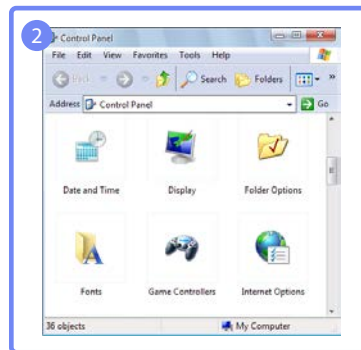 2
Control Panel
File Edit View Favorites Tools Help
Back Search Folders »
Address Control Panel Go
Date and Time Display Folder Options
Fonts Game Controllers Internet Options
36 objects My Computer